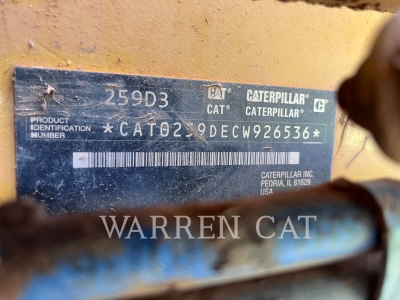 259D3 CAT CATERPILLAR C
CAT® CATERPILLAR®
PRODUCT
IDENTIFICATION
NUMBER
*CAT0259DECW926536*
CATERPILLAR INC.
PEORIA, IL 61629
USA
WARREN CAT